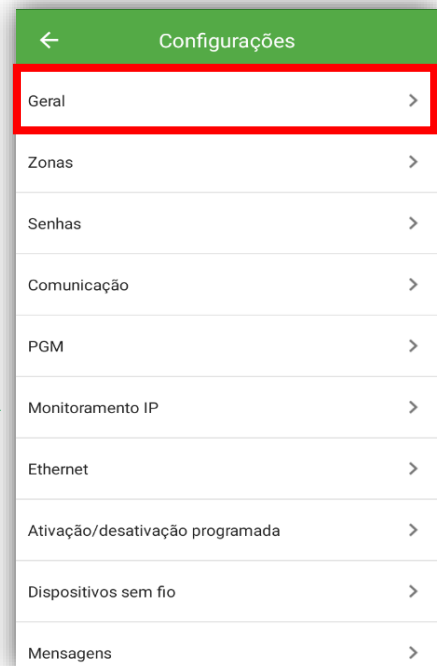 Configurações
Geral
Zonas
Senhas
Comunicação
PGM
Monitoramento IP
Ethernet
Ativação/desativação programada
Dispositivos sem fio
Mensagens